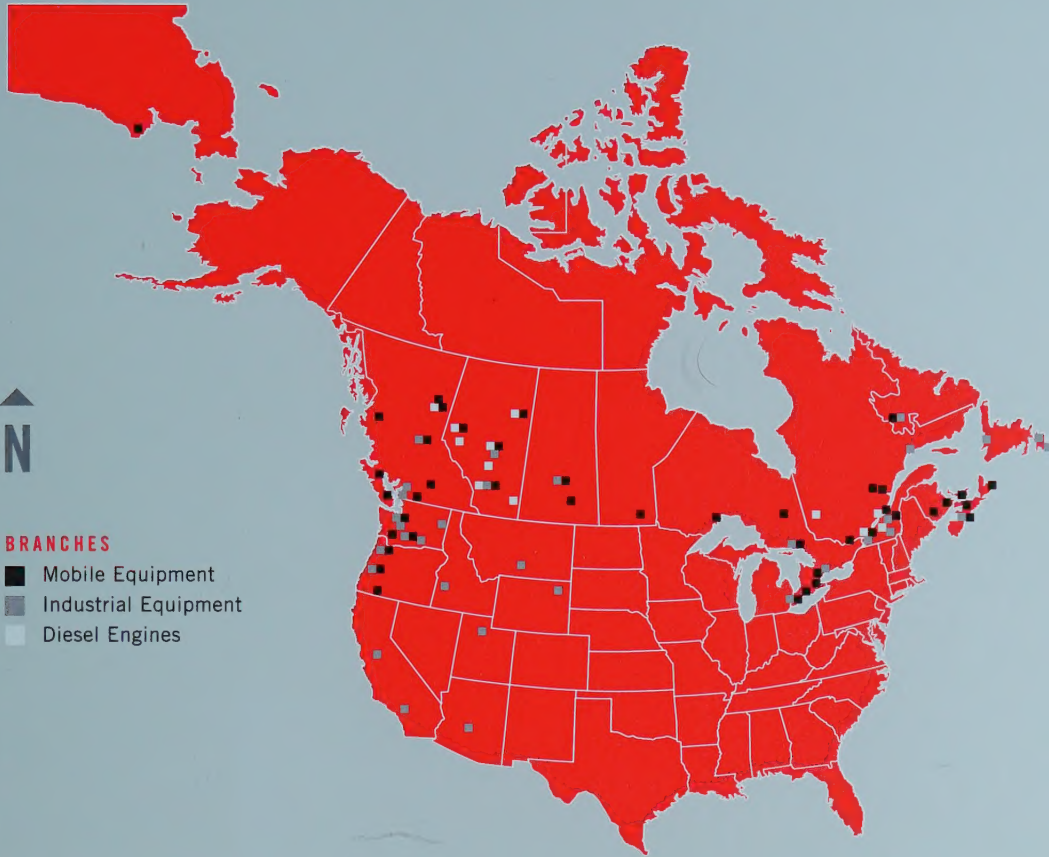 N
BRANCHES
Mobile Equipment
Industrial Equipment
Diesel Engines